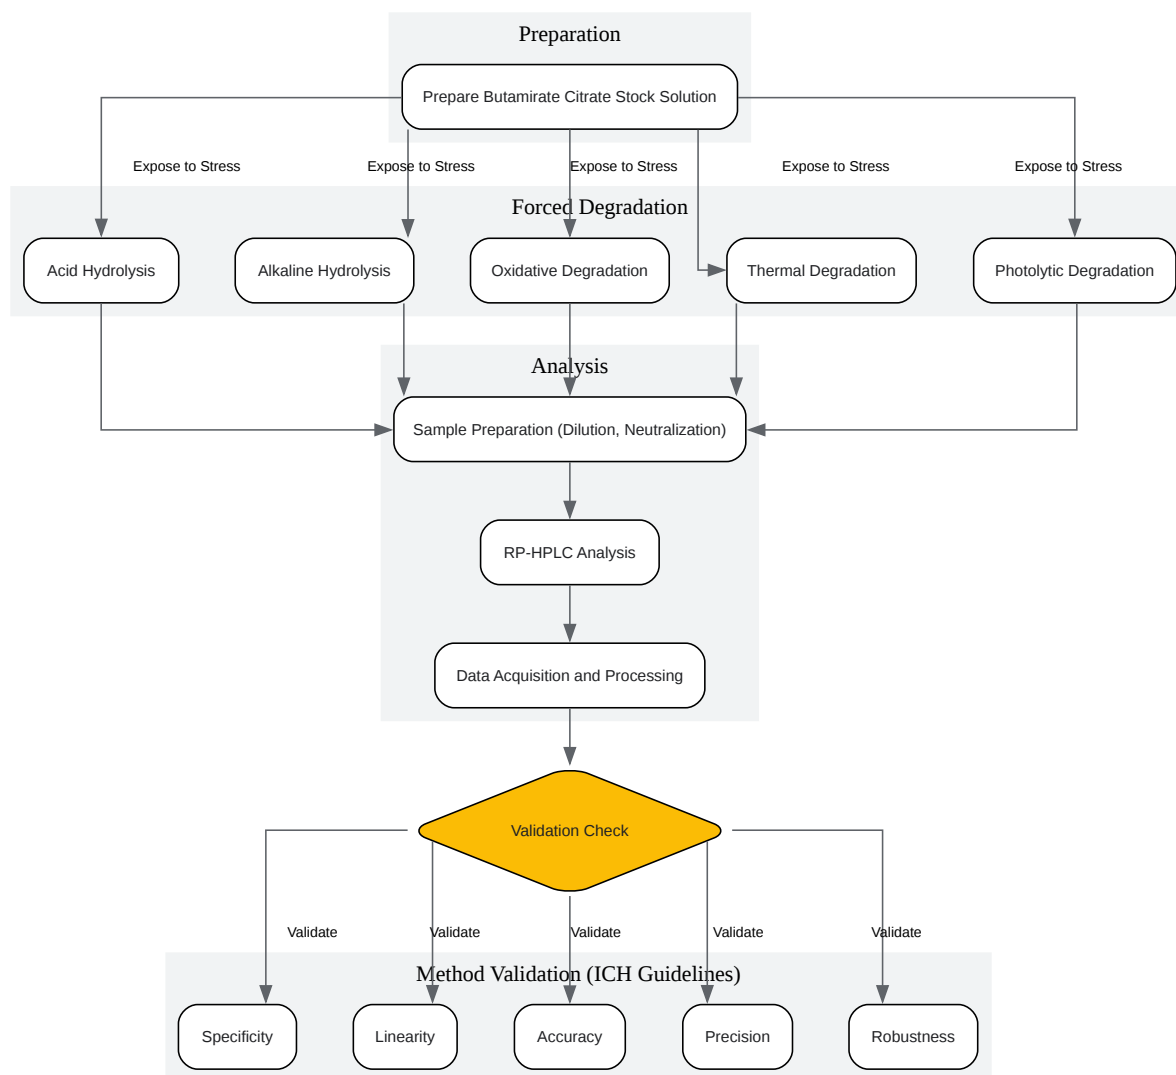 Preparation
Prepare Butamirate Citrate Stock Solution
Expose to Stress
Expose to Stress
Expose to Stress
Expose to Stress
Expose to Stress
Forced Degradation
Acid Hydrolysis
Alkaline Hydrolysis
Oxidative Degradation
Thermal Degradation
Photolytic Degradation
Analysis
Sample Preparation (Dilution, Neutralization)
RP-HPLC Analysis
Data Acquisition and Processing
Validation Check
Validate
Validate
Validate
Validate
Validate
Method Validation (ICH Guidelines)
Specificity
Linearity
Accuracy
Precision
Robustness